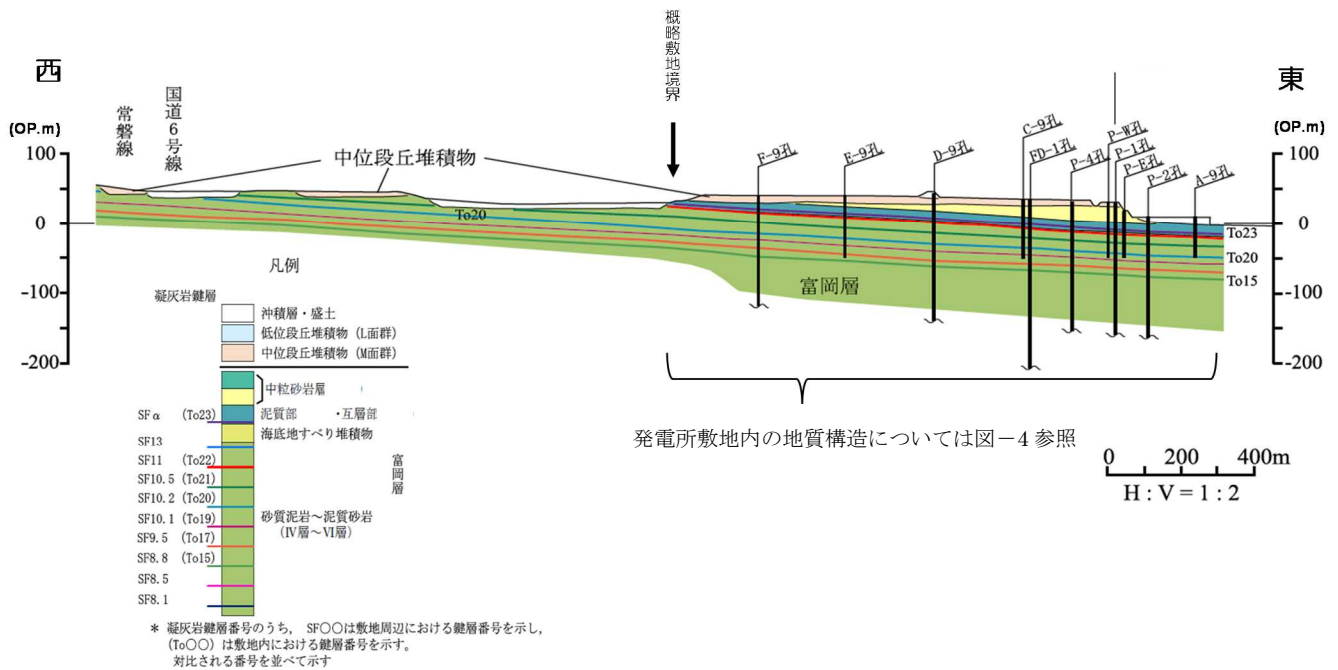 概略敷地境界
西
東
(OP.m)
(OP.m)
常磐線
国道6号線
中位段丘堆積物
F-9孔
E-9孔
D-9孔
C-9孔
FD-1孔
P-4孔
P-W孔
P-1孔
P-E孔
P-2孔
A-9孔
100
0
-100
-200
100
0
-100
-200
To20
富岡層
To23
To20
To15
発電所敷地内の地質構造については図－4 参照
0 200 400m
H : V = 1 : 2
凡例
凝灰岩鍵層
沖積層・盛土
低位段丘堆積物 (L面群)
中位段丘堆積物 (M面群)
中粒砂岩層
SFα (To23) 泥質部 ・互層部
海底地すべり堆積物
SF13
SF11 (To22)
SF10.5 (To21)
SF10.2 (To20)
SF10.1 (To19) 砂質泥岩～泥質砂岩
(Ⅳ層～Ⅵ層)
SF9.5 (To17)
SF8.8 (To15)
SF8.5
SF8.1
富岡層
＊ 凝灰岩鍵層番号のうち， SF○○は敷地周辺における鍵層番号を示し，
(To○○) は敷地内における鍵層番号を示す。
対比される番号を並べて示す